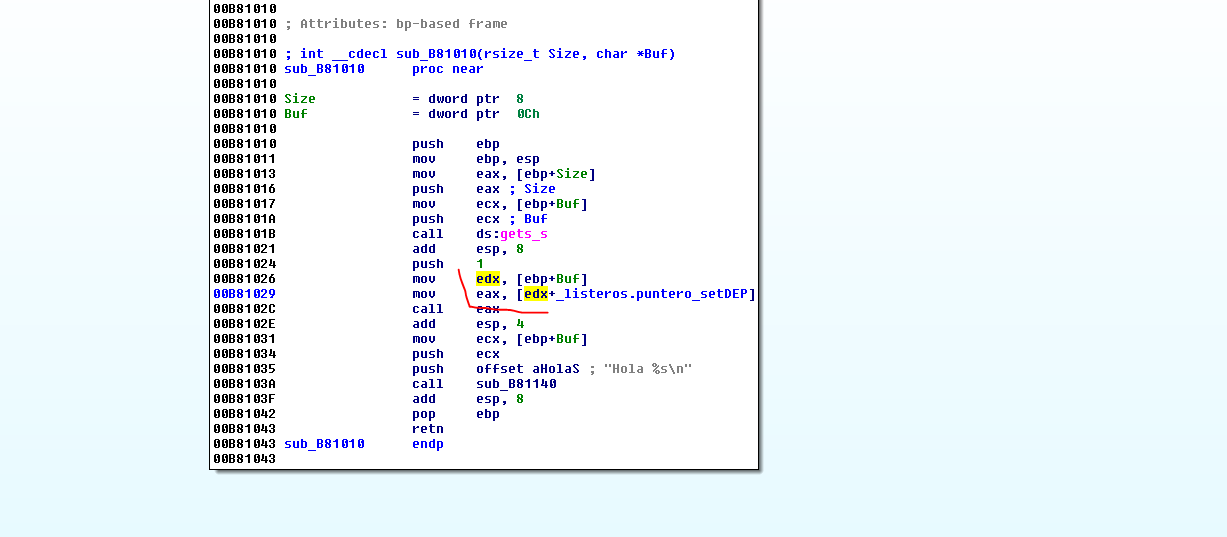 00B81010
00B81010 ; Attributes: bp-based frame
00B81010
00B81010 ; int __cdecl sub_B81010(rsize_t Size, char *Buf)
00B81010 sub_B81010 proc near
00B81010
00B81010 Size = dword ptr 8
00B81010 Buf = dword ptr 0Ch
00B81010
00B81010 push ebp
00B81011 mov ebp, esp
00B81013 mov eax, [ebp+Size]
00B81016 push eax ; Size
00B81017 mov ecx, [ebp+Buf]
00B8101A push ecx ; Buf
00B8101B call ds:gets_s
00B81021 add esp, 8
00B81024 push 1
00B81026 mov edx, [ebp+Buf]
00B81029 mov eax, [edx+_listeros.puntero_setDEP]
00B8102C call eax
00B8102E add esp, 4
00B81031 mov ecx, [ebp+Buf]
00B81034 push ecx
00B81035 push offset aHolaS ; "Hola %s\n"
00B8103A call sub_B81140
00B8103F add esp, 8
00B81042 pop ebp
00B81043 retn
00B81043 sub_B81010 endp
00B81043